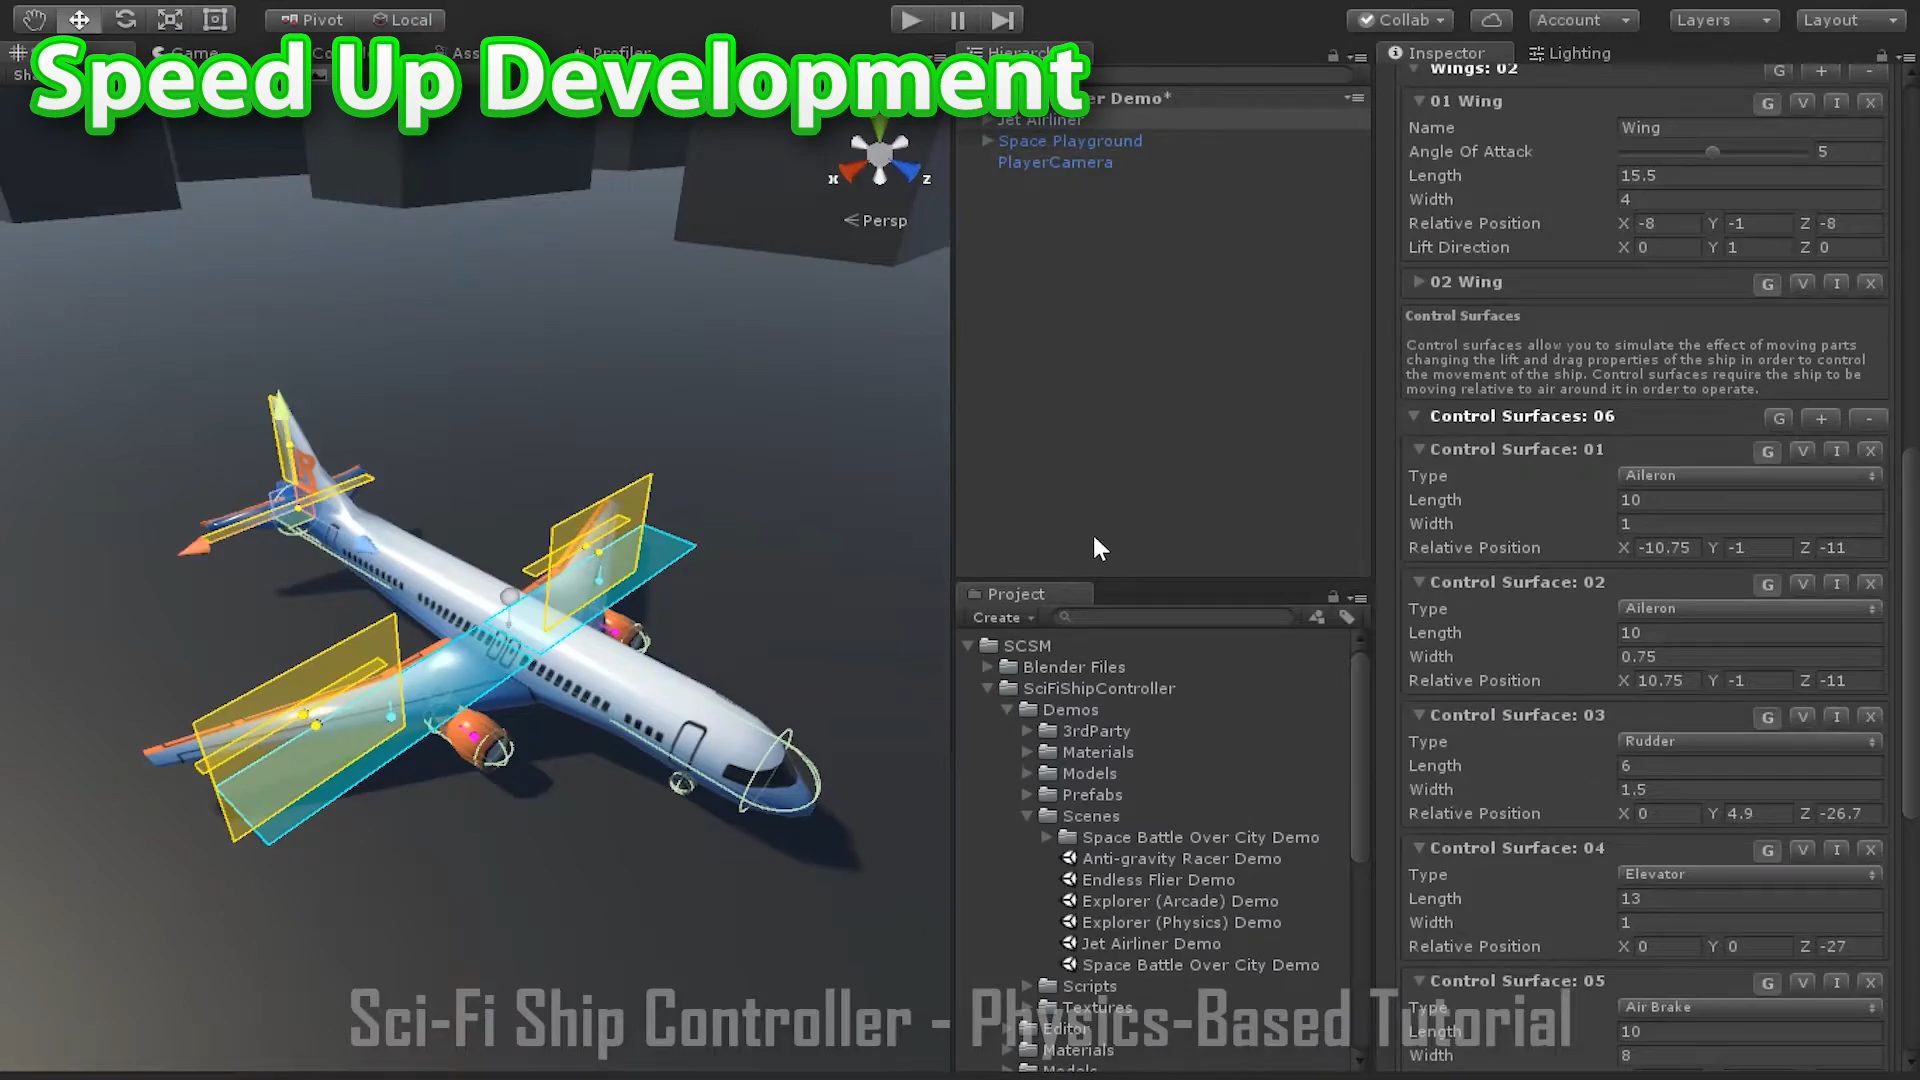 Pivot
Local
Collab
Account
Layers
Layout
Speed Up Development
Game
Profiler
Hierarchy
Inspector
Lighting
er Demo*
Jet Airliner
Space Playground
PlayerCamera
X
Z
Persp
Wings: 02
G + -
01 Wing
G V I X
Name Wing
Angle Of Attack 5
Length 15.5
Width 4
Relative Position X -8 Y -1 Z -8
Lift Direction X 0 Y 1 Z 0
02 Wing
G V I X
Control Surfaces
Control surfaces allow you to simulate the effect of moving parts
changing the lift and drag properties of the ship in order to control
the movement of the ship. Control surfaces require the ship to be
moving relative to air around it in order to operate.
Control Surfaces: 06
G + -
Control Surface: 01
G V I X
Type Aileron
Length 10
Width 1
Relative Position X -10.75 Y -1 Z -11
Control Surface: 02
G V I X
Type Aileron
Length 10
Width 0.75
Relative Position X 10.75 Y -1 Z -11
Control Surface: 03
G V I X
Type Rudder
Length 6
Width 1.5
Relative Position X 0 Y 4.9 Z -26.7
Control Surface: 04
G V I X
Type Elevator
Length 13
Width 1
Relative Position X 0 Y 0 Z -27
Control Surface: 05
G V I X
Type Air Brake
Length 10
Width 8
Project
Create
SCSM
Blender Files
SciFiShipController
Demos
3rdParty
Materials
Models
Prefabs
Scenes
Space Battle Over City Demo
Anti-gravity Racer Demo
Endless Flier Demo
Explorer (Arcade) Demo
Explorer (Physics) Demo
Jet Airliner Demo
Space Battle Over City Demo
Scripts
Textures
Editor
Materials
Models
Sci-Fi Ship Controller - Physics-Based Tutorial